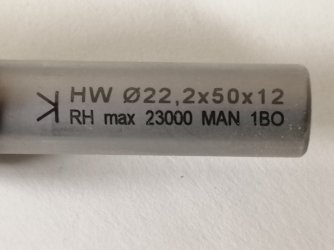 HW Ø22,2x50x12
RH max 23000 MAN 1BO